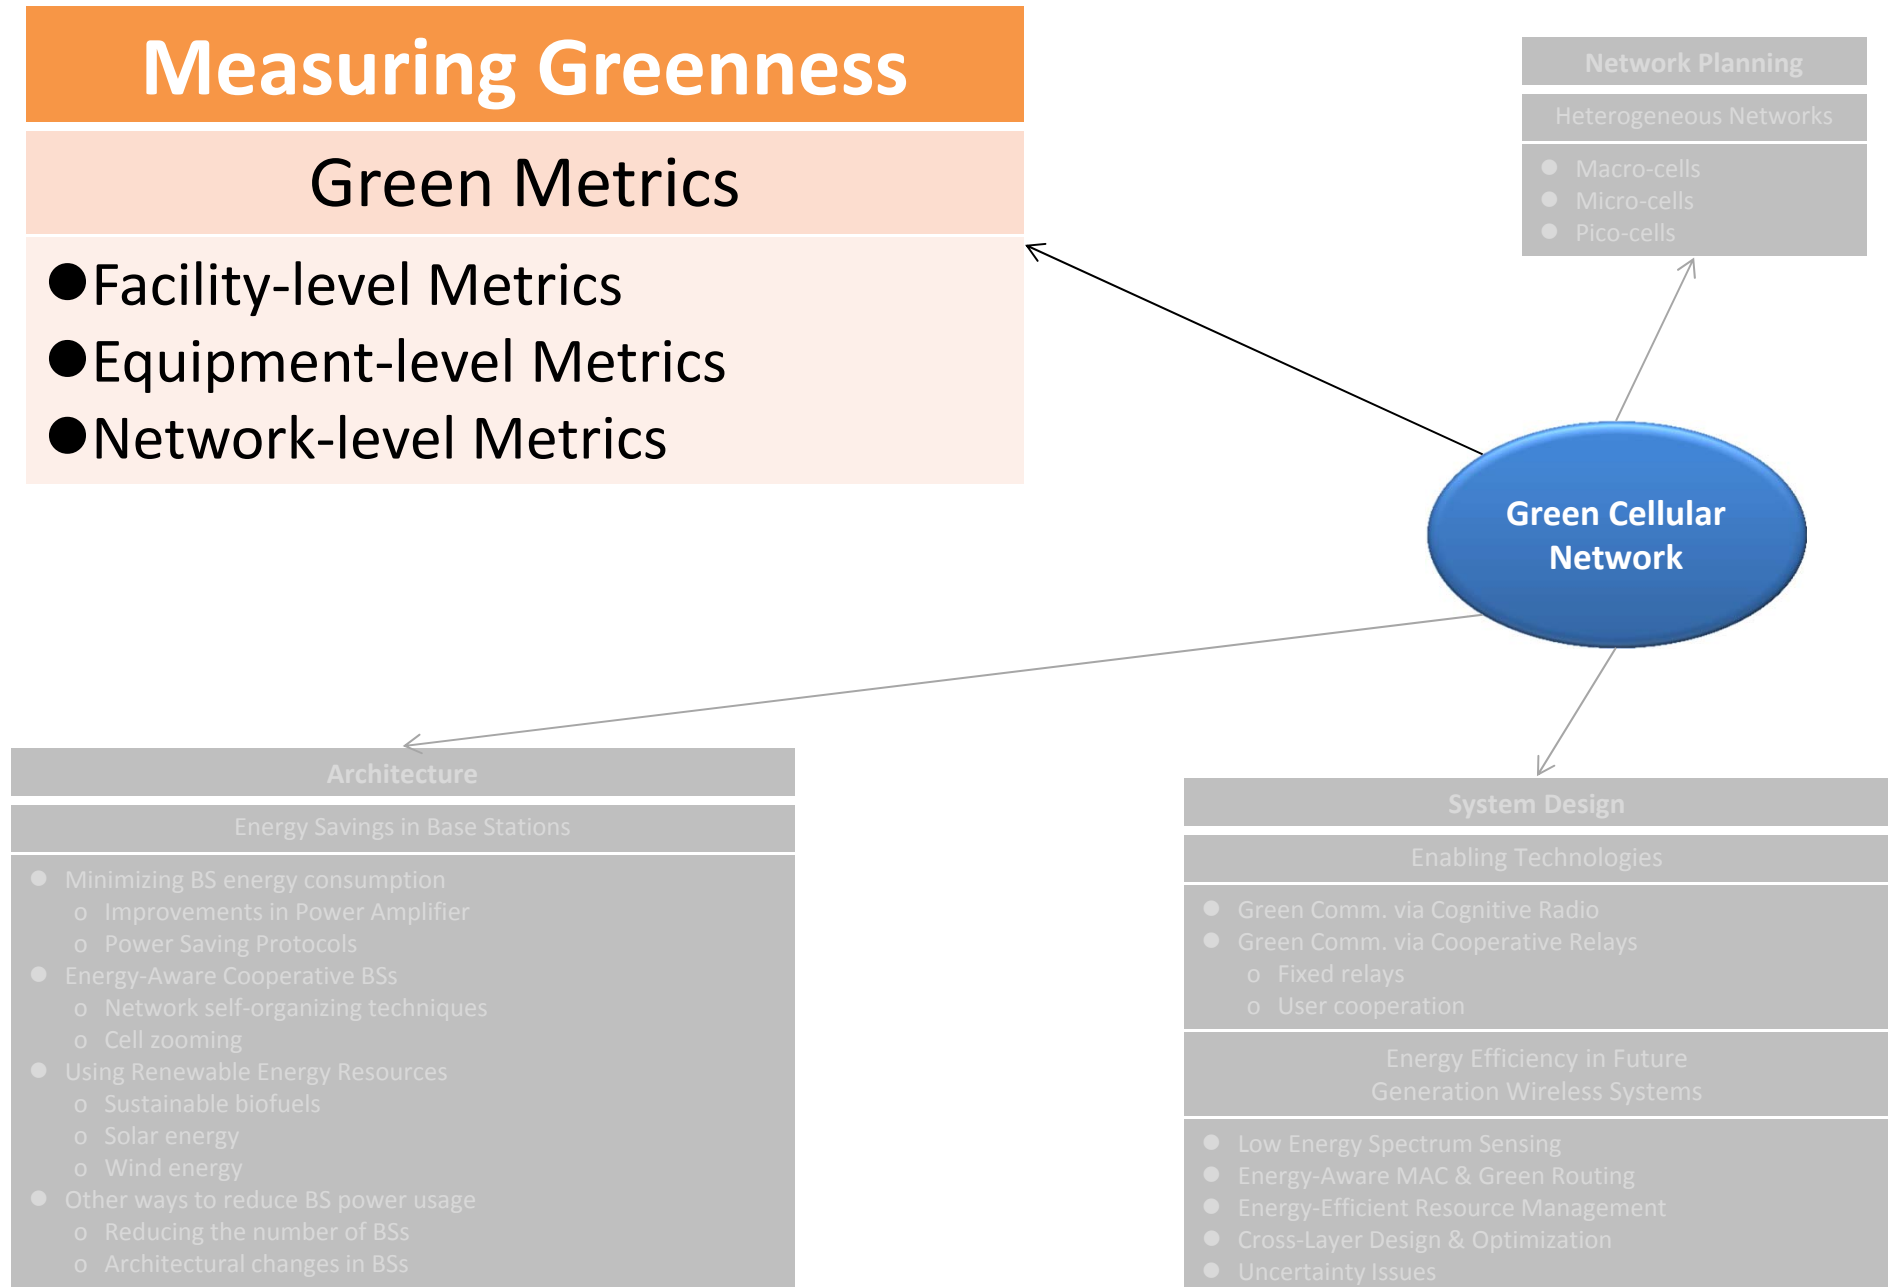 Measuring Greenness
Green Metrics
●Facility-level Metrics
●Equipment-level Metrics
●Network-level Metrics
Network Planning
Heterogeneous Networks
● Macro-cells
● Micro-cells
● Pico-cells
Green Cellular
Network
Architecture
Energy Savings in Base Stations
● Minimizing BS energy consumption
o Improvements in Power Amplifier
o Power Saving Protocols
● Energy-Aware Cooperative BSs
o Network self-organizing techniques
o Cell zooming
● Using Renewable Energy Resources
o Sustainable biofuels
o Solar energy
o Wind energy
● Other ways to reduce BS power usage
o Reducing the number of BSs
o Architectural changes in BSs
System Design
Enabling Technologies
● Green Comm. via Cognitive Radio
● Green Comm. via Cooperative Relays
o Fixed relays
o User cooperation
Energy Efficiency in Future
Generation Wireless Systems
● Low Energy Spectrum Sensing
● Energy-Aware MAC & Green Routing
● Energy-Efficient Resource Management
● Cross-Layer Design & Optimization
● Uncertainty Issues